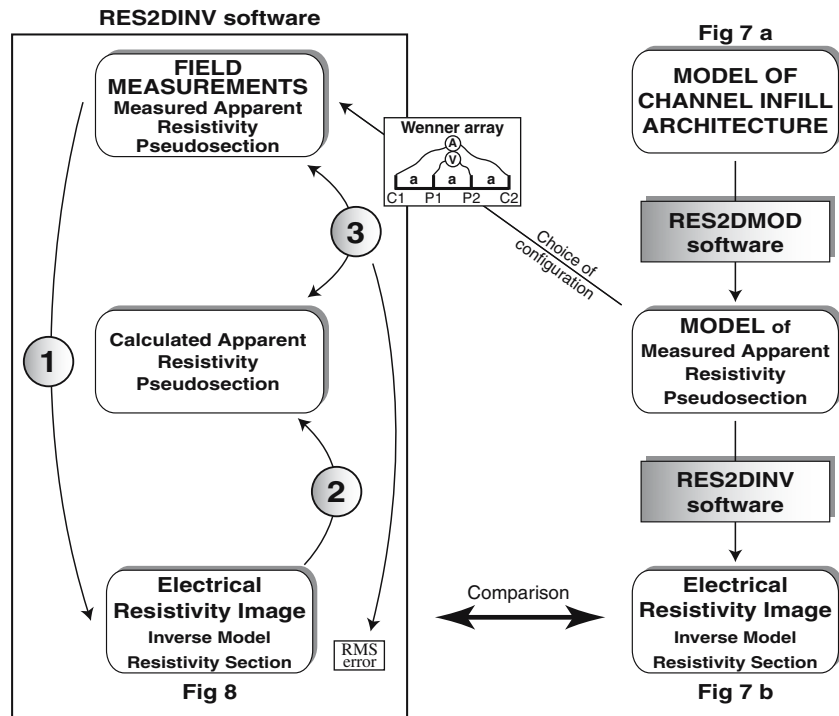 RES2DINV software
FIELD
MEASUREMENTS
Measured Apparent
Resistivity
Pseudosection
1
3
Calculated Apparent
Resistivity
Pseudosection
2
Electrical
Resistivity Image
Inverse Model
Resistivity Section
Fig 8
RMS
error
Wenner array
A
V
a a a
C1 P1 P2 C2
Choice of
configuration
Comparison
Fig 7 a
MODEL OF
CHANNEL INFILL
ARCHITECTURE
RES2DMOD
software
MODEL of
Measured Apparent
Resistivity
Pseudosection
RES2DINV
software
Electrical
Resistivity Image
Inverse Model
Resistivity Section
Fig 7 b